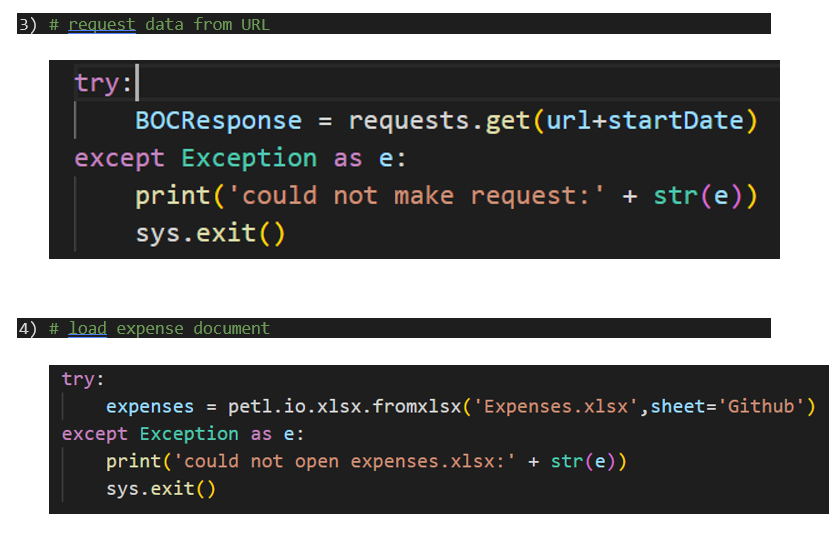 3) # request data from URL
try:
    BOCResponse = requests.get(url+startDate)
except Exception as e:
    print('could not make request:' + str(e))
    sys.exit()
4) # load expense document
try:
    expenses = petl.io.xlsx.fromxlsx('Expenses.xlsx',sheet='Github')
except Exception as e:
    print('could not open expenses.xlsx:' + str(e))
    sys.exit()